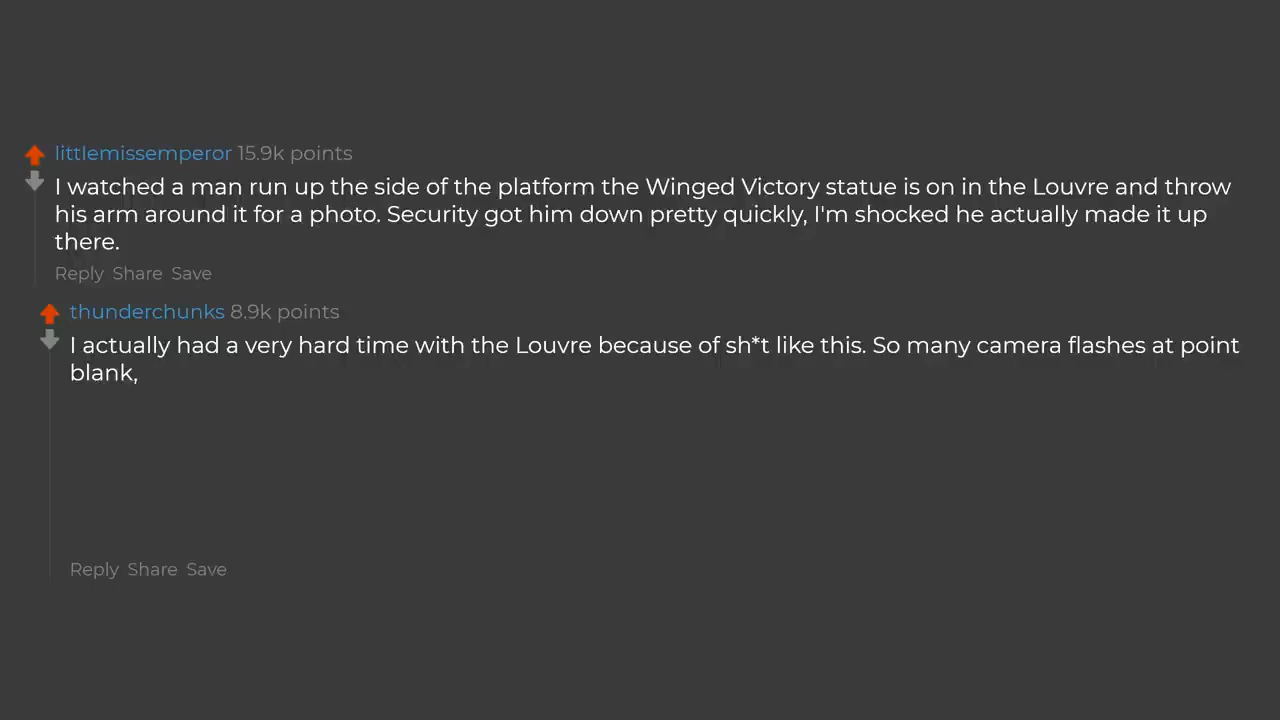 littlemissemperor 15.9k points
I watched a man run up the side of the platform the Winged Victory statue is on in the Louvre and throw
his arm around it for a photo. Security got him down pretty quickly, I'm shocked he actually made it up
there.
Reply Share Save
thunderchunks 8.9k points
I actually had a very hard time with the Louvre because of sh*t like this. So many camera flashes at point
blank,
Reply Share Save